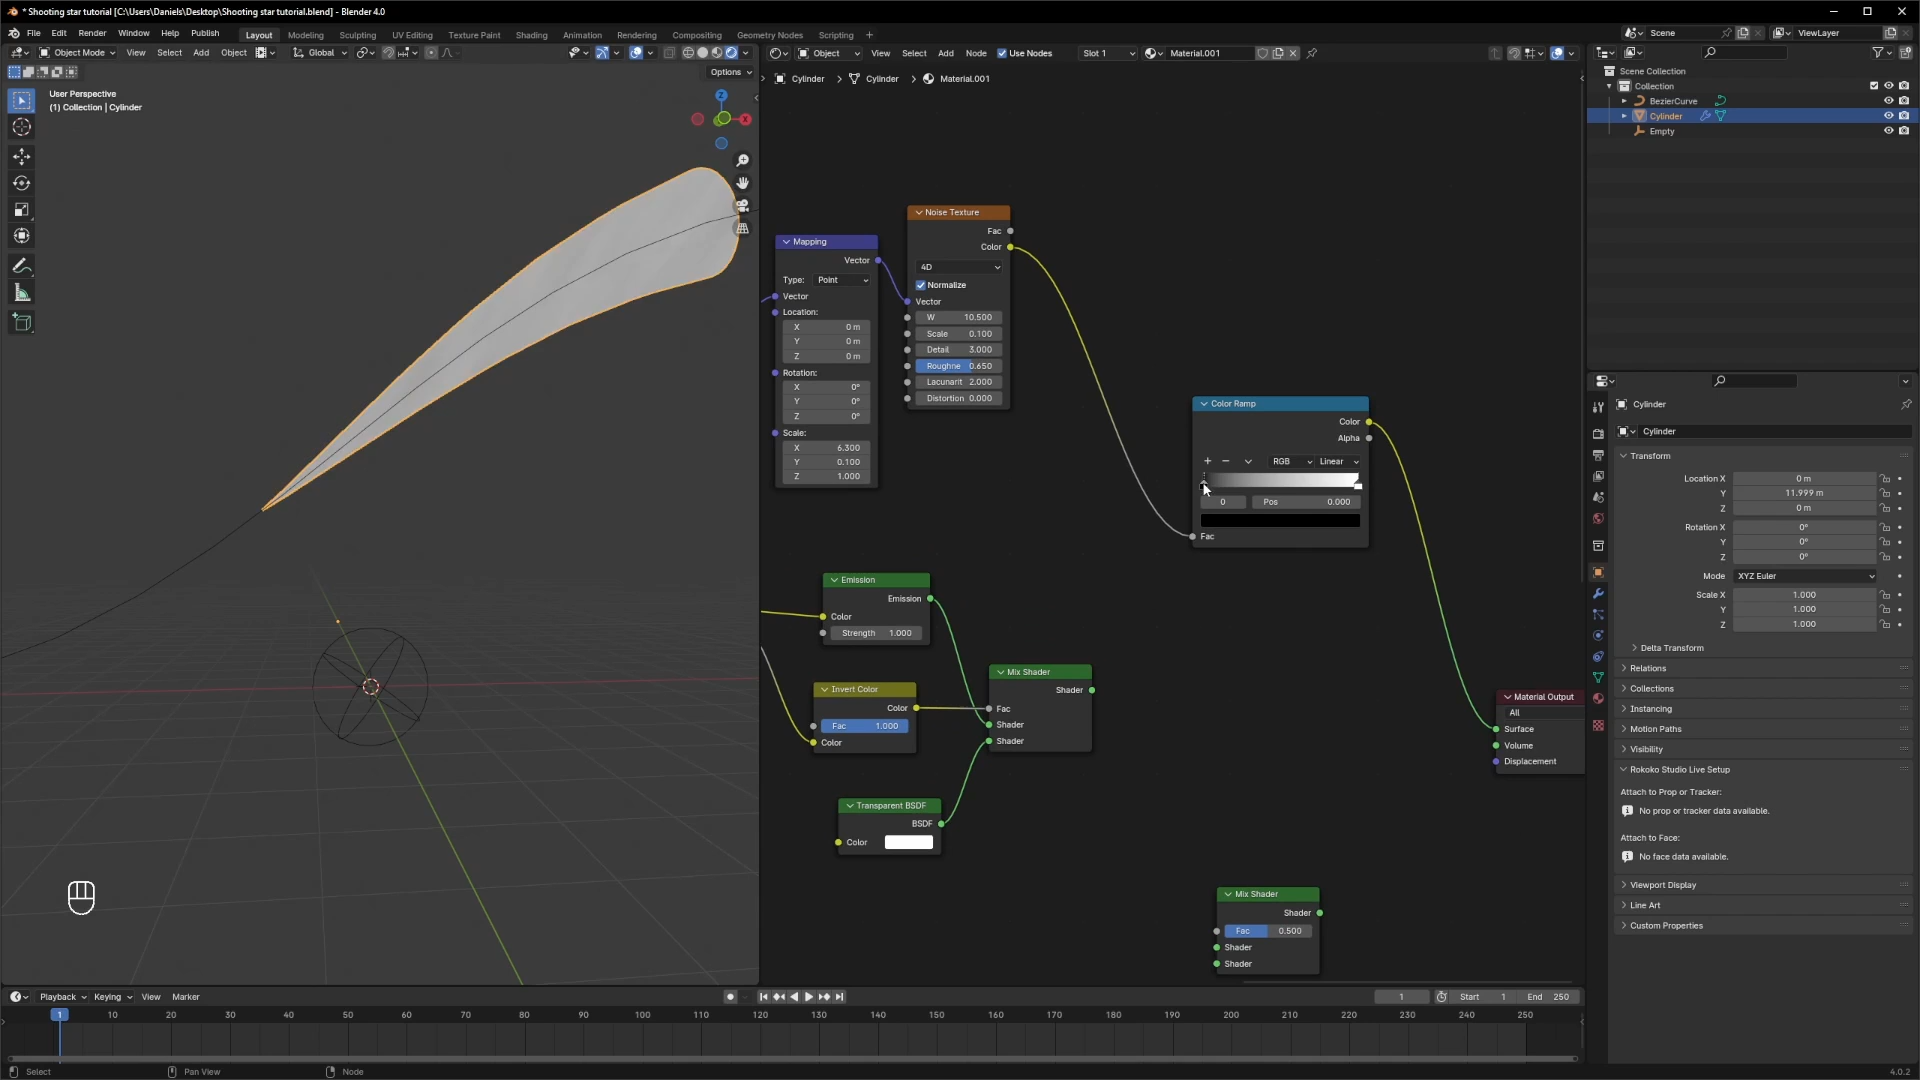 * Shooting star tutorial [C:\Users\Daniels\Desktop\Shooting star tutorial.blend] - Blender 4.0
File Edit Render Window Help Publish Layout Modeling Sculpting UV Editing Texture Paint Shading Animation Rendering Compositing Geometry Nodes Scripting + Scene ViewLayer
Object Mode View Select Add Object Global
Object View Select Add Node Use Nodes Slot 1 Material.001
Options
User Perspective
(1) Collection | Cylinder
Z
X
Cylinder > Cylinder > Material.001
Noise Texture
Fac
Color
4D
Normalize
Vector
W 10.500
Scale 0.100
Detail 3.000
Roughne 0.650
Lacunarit 2.000
Distortion 0.000
Mapping
Vector
Type: Point
Vector
Location:
X 0 m
Y 0 m
Z 0 m
Rotation:
X 0°
Y 0°
Z 0°
Scale:
X 6.300
Y 0.100
Z 1.000
Color Ramp
Color
Alpha
+ − RGB Linear
0 Pos 0.000
Fac
Emission
Emission
Color
Strength 1.000
Invert Color
Color
Fac 1.000
Color
Mix Shader
Shader
Fac
Shader
Shader
Transparent BSDF
BSDF
Color
Mix Shader
Shader
Fac 0.500
Shader
Shader
Material Output
All
Surface
Volume
Displacement
Scene Collection
Collection
BezierCurve
Cylinder
Empty
Cylinder
Cylinder
Transform
Location X 0 m
Y 11.999 m
Z 0 m
Rotation X 0°
Y 0°
Z 0°
Mode XYZ Euler
Scale X 1.000
Y 1.000
Z 1.000
Delta Transform
Relations
Collections
Instancing
Motion Paths
Visibility
Rokoko Studio Live Setup
Attach to Prop or Tracker:
No prop or tracker data available.
Attach to Face:
No face data available.
Viewport Display
Line Art
Custom Properties
Playback Keying View Marker 1 Start 1 End 250
1 10 20 30 40 50 60 70 80 90 100 110 120 130 140 150 160 170 180 190 200 210 220 230 240 250
Select Pan View Node 4.0.2